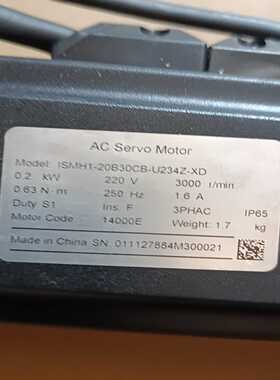 AC Servo Motor
Model: ISMH1-20B30CB-U234Z-XD
0.2 kW 220 V 3000 r/min
0.63 N·m 250 Hz 1.6 A
Duty S1 Ins. F 3PHAC IP65
Motor Code: 14000E Weight: 1.7 kg
Made in China SN. 011127884M300021